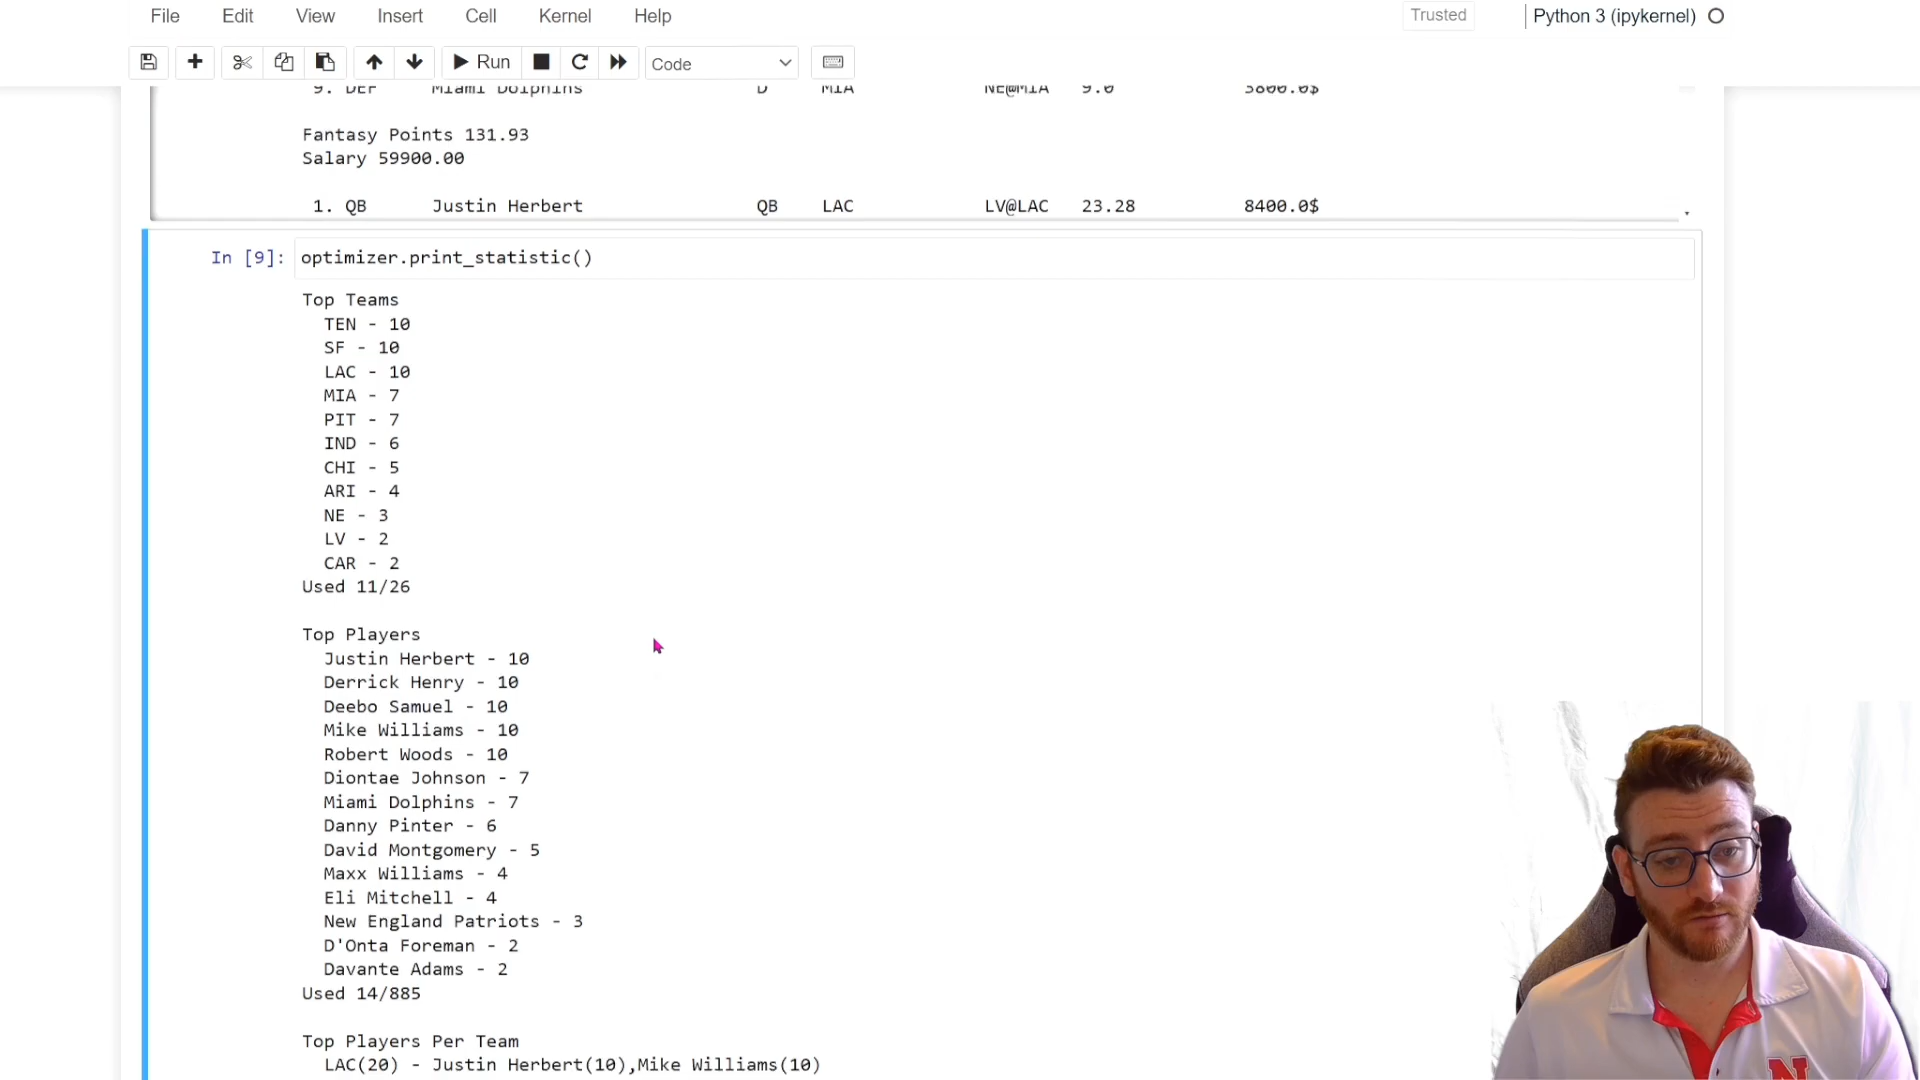 File Edit View Insert Cell Kernel Help Trusted Python 3 (ipykernel)
Run Code
9. DEF Miami Dolphins D MIA NE@MIA 9.0 3800.0$
Fantasy Points 131.93
Salary 59900.00
1. QB Justin Herbert QB LAC LV@LAC 23.28 8400.0$
In [9]: optimizer.print_statistic()
Top Teams
TEN - 10
SF - 10
LAC - 10
MIA - 7
PIT - 7
IND - 6
CHI - 5
ARI - 4
NE - 3
LV - 2
CAR - 2
Used 11/26
Top Players
Justin Herbert - 10
Derrick Henry - 10
Deebo Samuel - 10
Mike Williams - 10
Robert Woods - 10
Diontae Johnson - 7
Miami Dolphins - 7
Danny Pinter - 6
David Montgomery - 5
Maxx Williams - 4
Eli Mitchell - 4
New England Patriots - 3
D'Onta Foreman - 2
Davante Adams - 2
Used 14/885
Top Players Per Team
LAC(20) - Justin Herbert(10),Mike Williams(10)
N